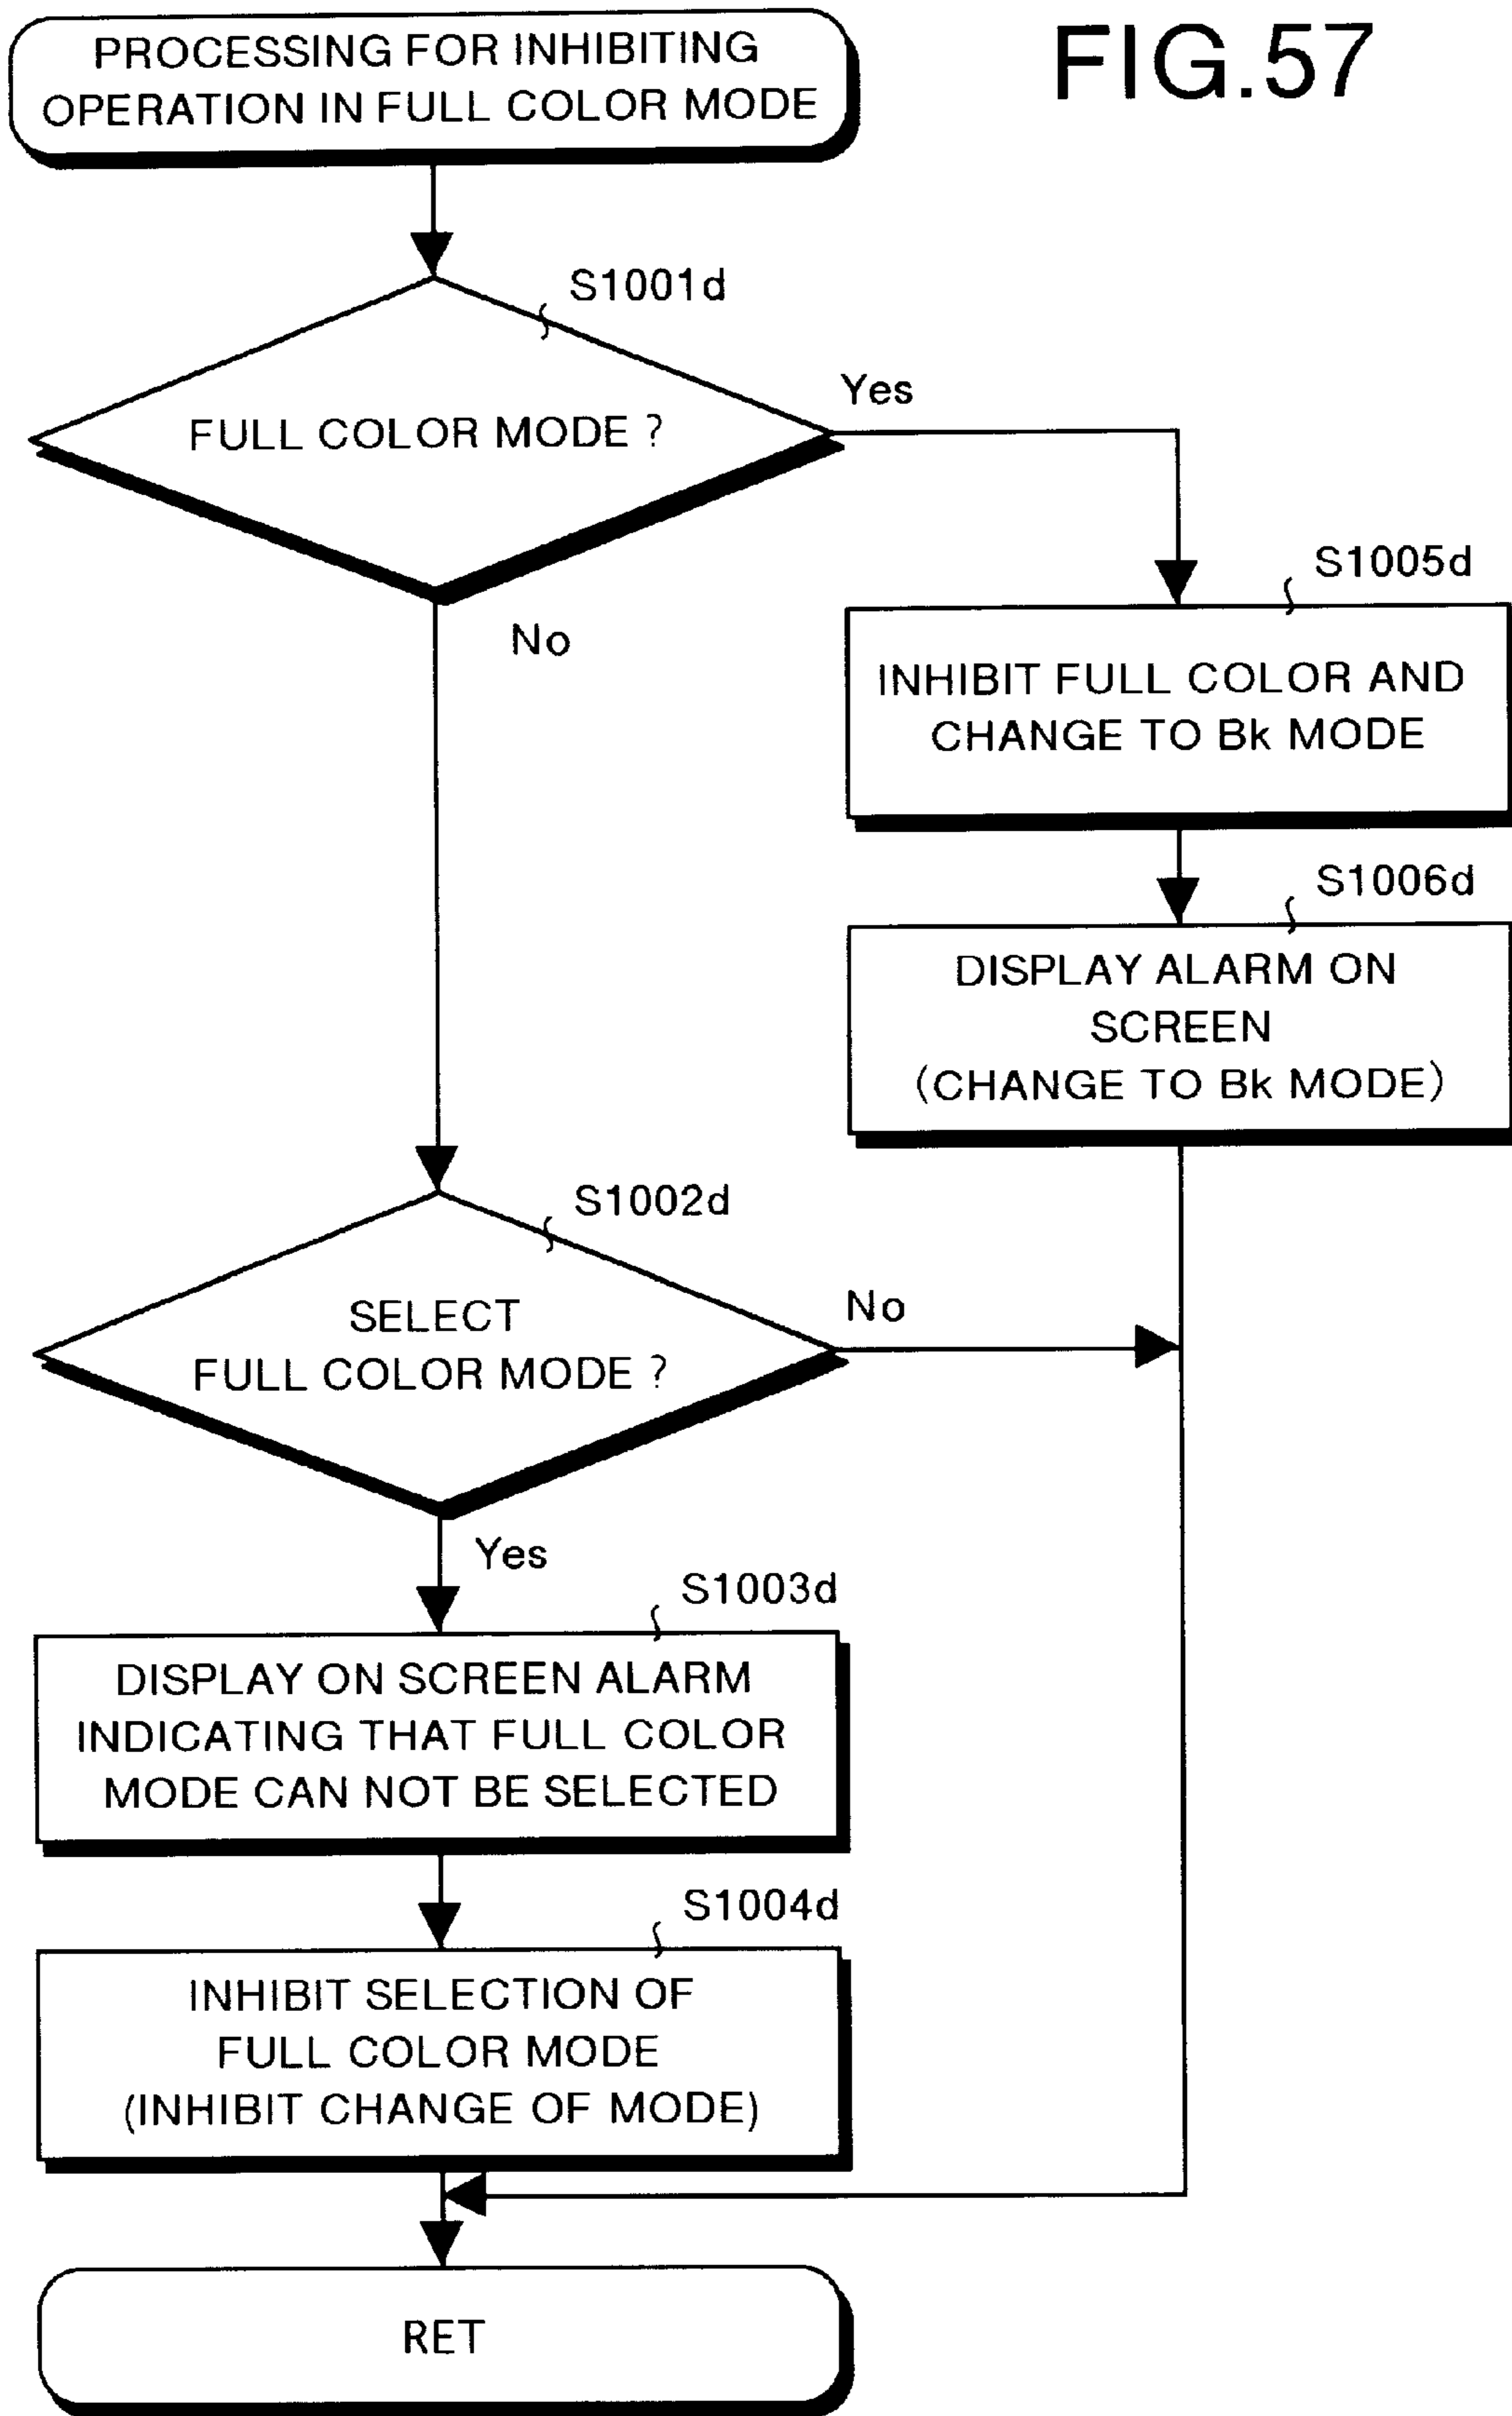 FIG.57
PROCESSING FOR INHIBITING
OPERATION IN FULL COLOR MODE
S1001d
FULL COLOR MODE ?
Yes
No
S1005d
INHIBIT FULL COLOR AND
CHANGE TO Bk MODE
S1006d
DISPLAY ALARM ON
SCREEN
(CHANGE TO Bk MODE)
S1002d
SELECT
FULL COLOR MODE ?
No
Yes
S1003d
DISPLAY ON SCREEN ALARM
INDICATING THAT FULL COLOR
MODE CAN NOT BE SELECTED
S1004d
INHIBIT SELECTION OF
FULL COLOR MODE
(INHIBIT CHANGE OF MODE)
RET